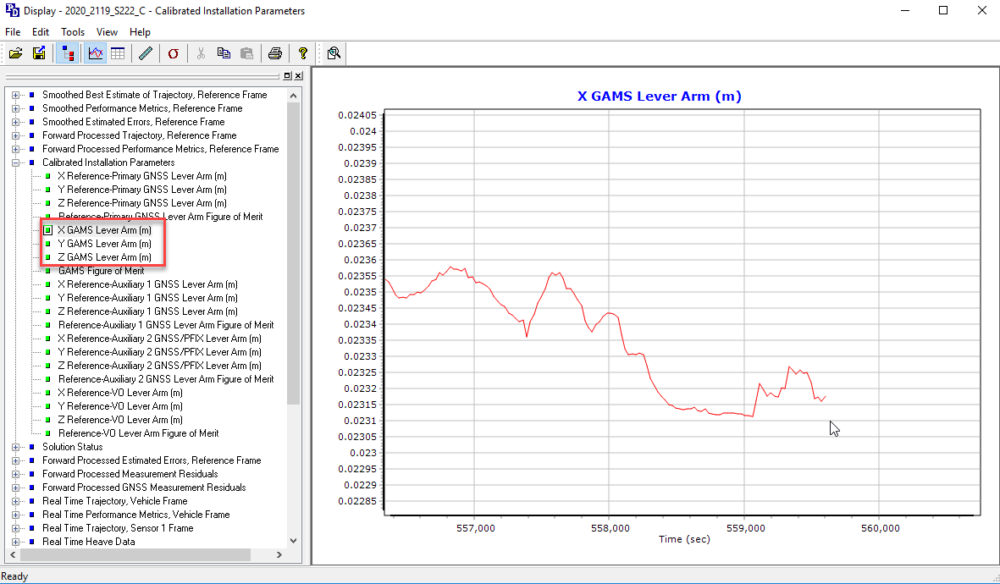 Display - 2020_2119_S222_C - Calibrated Installation Parameters
File Edit Tools View Help
Smoothed Best Estimate of Trajectory, Reference Frame
Smoothed Performance Metrics, Reference Frame
Smoothed Estimated Errors, Reference Frame
Forward Processed Trajectory, Reference Frame
Forward Processed Performance Metrics, Reference Frame
Calibrated Installation Parameters
X Reference-Primary GNSS Lever Arm (m)
Y Reference-Primary GNSS Lever Arm (m)
Z Reference-Primary GNSS Lever Arm (m)
Reference-Primary GNSS Lever Arm Figure of Merit
X GAMS Lever Arm (m)
Y GAMS Lever Arm (m)
Z GAMS Lever Arm (m)
GAMS Figure of Merit
X Reference-Auxiliary 1 GNSS Lever Arm (m)
Y Reference-Auxiliary 1 GNSS Lever Arm (m)
Z Reference-Auxiliary 1 GNSS Lever Arm (m)
Reference-Auxiliary 1 GNSS Lever Arm Figure of Merit
X Reference-Auxiliary 2 GNSS/PFIX Lever Arm (m)
Y Reference-Auxiliary 2 GNSS/PFIX Lever Arm (m)
Z Reference-Auxiliary 2 GNSS/PFIX Lever Arm (m)
Reference-Auxiliary 2 GNSS Lever Arm Figure of Merit
X Reference-VO Lever Arm (m)
Y Reference-VO Lever Arm (m)
Z Reference-VO Lever Arm (m)
Reference-VO Lever Arm Figure of Merit
Solution Status
Forward Processed Estimated Errors, Reference Frame
Forward Processed Measurement Residuals
Forward Processed GNSS Measurement Residuals
Real Time Trajectory, Vehicle Frame
Real Time Performance Metrics, Vehicle Frame
Real Time Trajectory, Sensor 1 Frame
Real Time Heave Data
X GAMS Lever Arm (m)
0.02405
0.024
0.02395
0.0239
0.02385
0.0238
0.02375
0.0237
0.02365
0.0236
0.02355
0.0235
0.02345
0.0234
0.02335
0.0233
0.02325
0.0232
0.02315
0.0231
0.02305
0.023
0.02295
0.0229
0.02285
557,000 558,000 559,000 560,000
Time (sec)
Ready